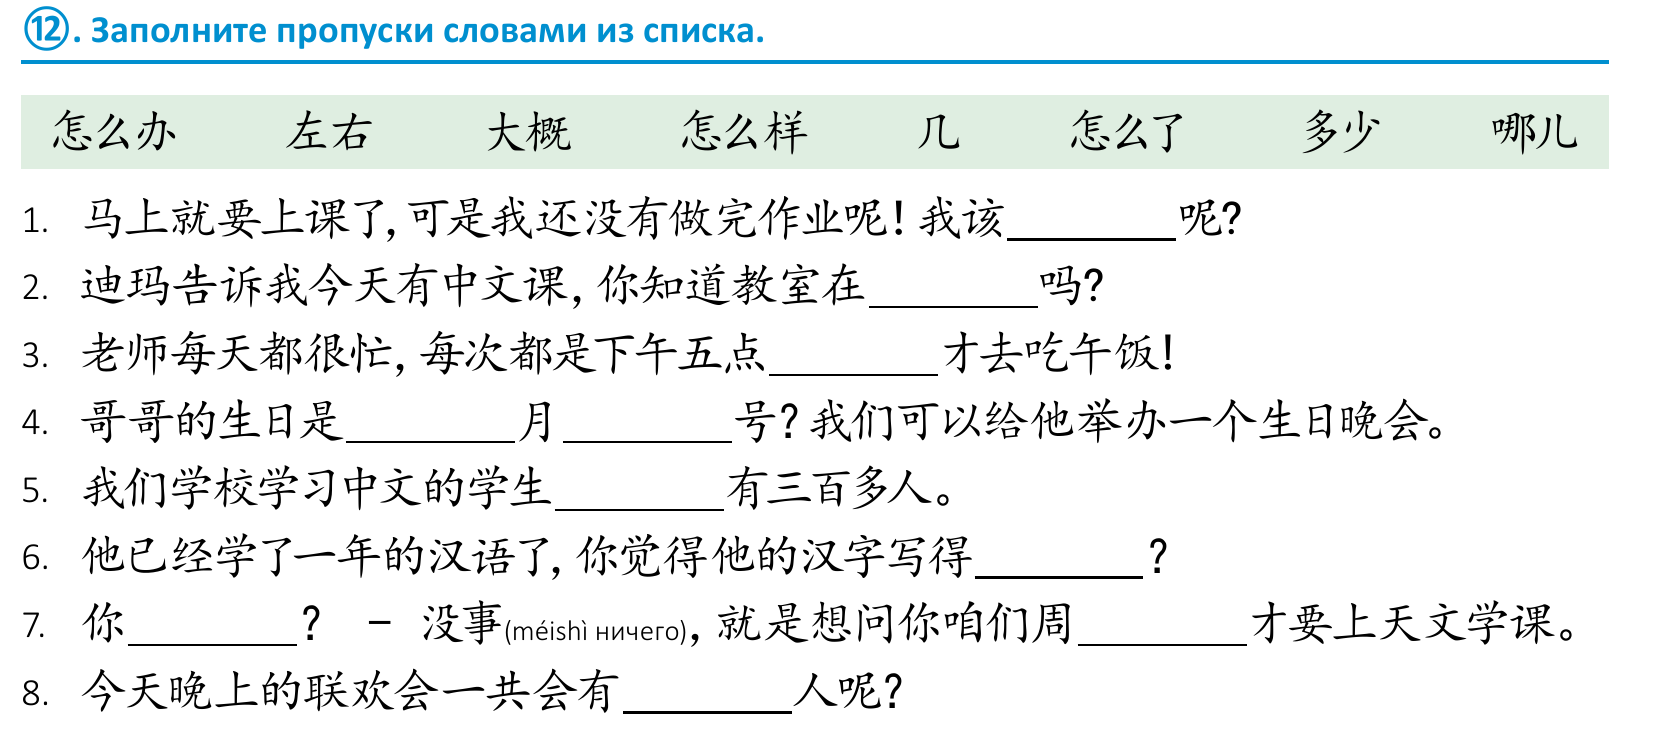 ⑫. Заполните пропуски словами из списка.
怎么办 左右 大概 怎么样 几 怎么了 多少 哪儿
1. 马上就要上课了, 可是我还没有做完作业呢! 我该________呢?
2. 迪玛告诉我今天有中文课, 你知道教室在________吗?
3. 老师每天都很忙, 每次都是下午五点________才去吃午饭!
4. 哥哥的生日是________月________号? 我们可以给他举办一个生日晚会。
5. 我们学校学习中文的学生________有三百多人。
6. 他已经学了一年的汉语了, 你觉得他的汉字写得________?
7. 你________? – 没事(méishì ничего), 就是想问你咱们周________才要上天文学课。
8. 今天晚上的联欢会一共会有________人呢?